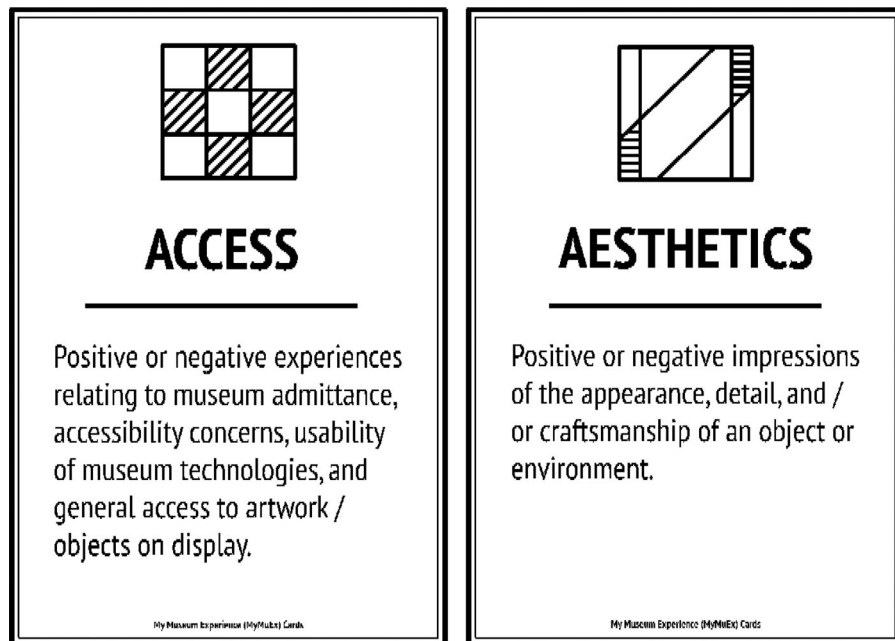 ACCESS
Positive or negative experiences
relating to museum admittance,
accessibility concerns, usability
of museum technologies, and
general access to artwork /
objects on display.
My Museum Experience (MyMuEx) Cards
AESTHETICS
Positive or negative impressions
of the appearance, detail, and /
or craftsmanship of an object or
environment.
My Museum Experience (MyMuEx) Cards